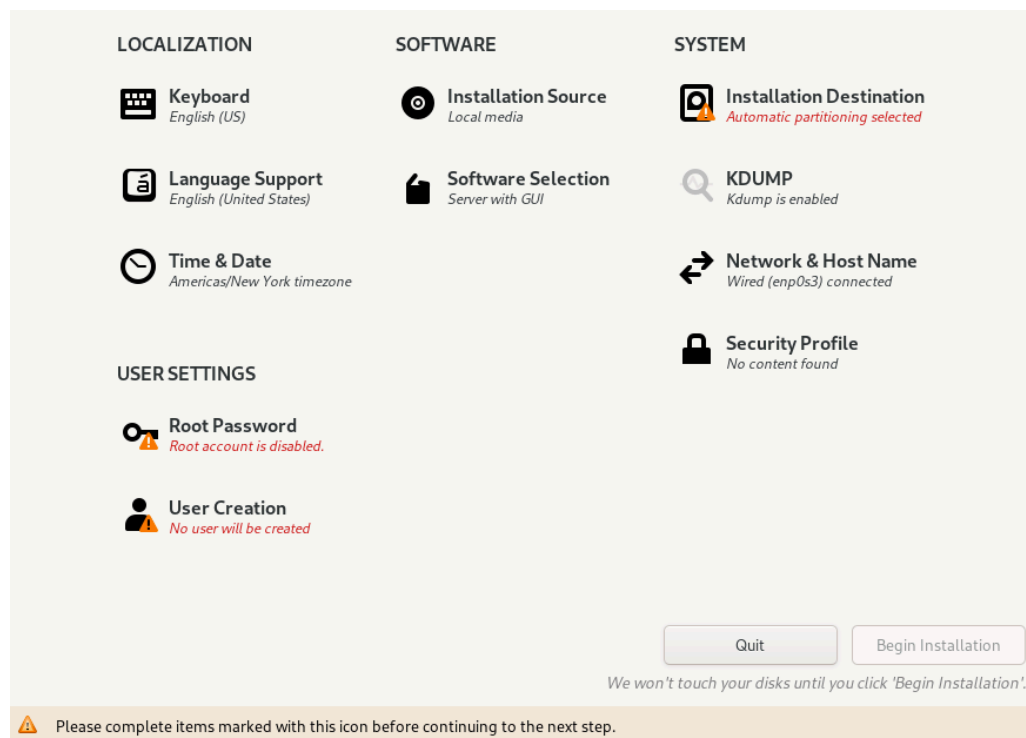 LOCALIZATION
Keyboard
English (US)
Language Support
English (United States)
Time & Date
Americas/New York timezone
USER SETTINGS
Root Password
Root account is disabled.
User Creation
No user will be created
SOFTWARE
Installation Source
Local media
Software Selection
Server with GUI
SYSTEM
Installation Destination
Automatic partitioning selected
KDUMP
Kdump is enabled
Network & Host Name
Wired (enp0s3) connected
Security Profile
No content found
Quit
Begin Installation
We won't touch your disks until you click 'Begin Installation'.
Please complete items marked with this icon before continuing to the next step.